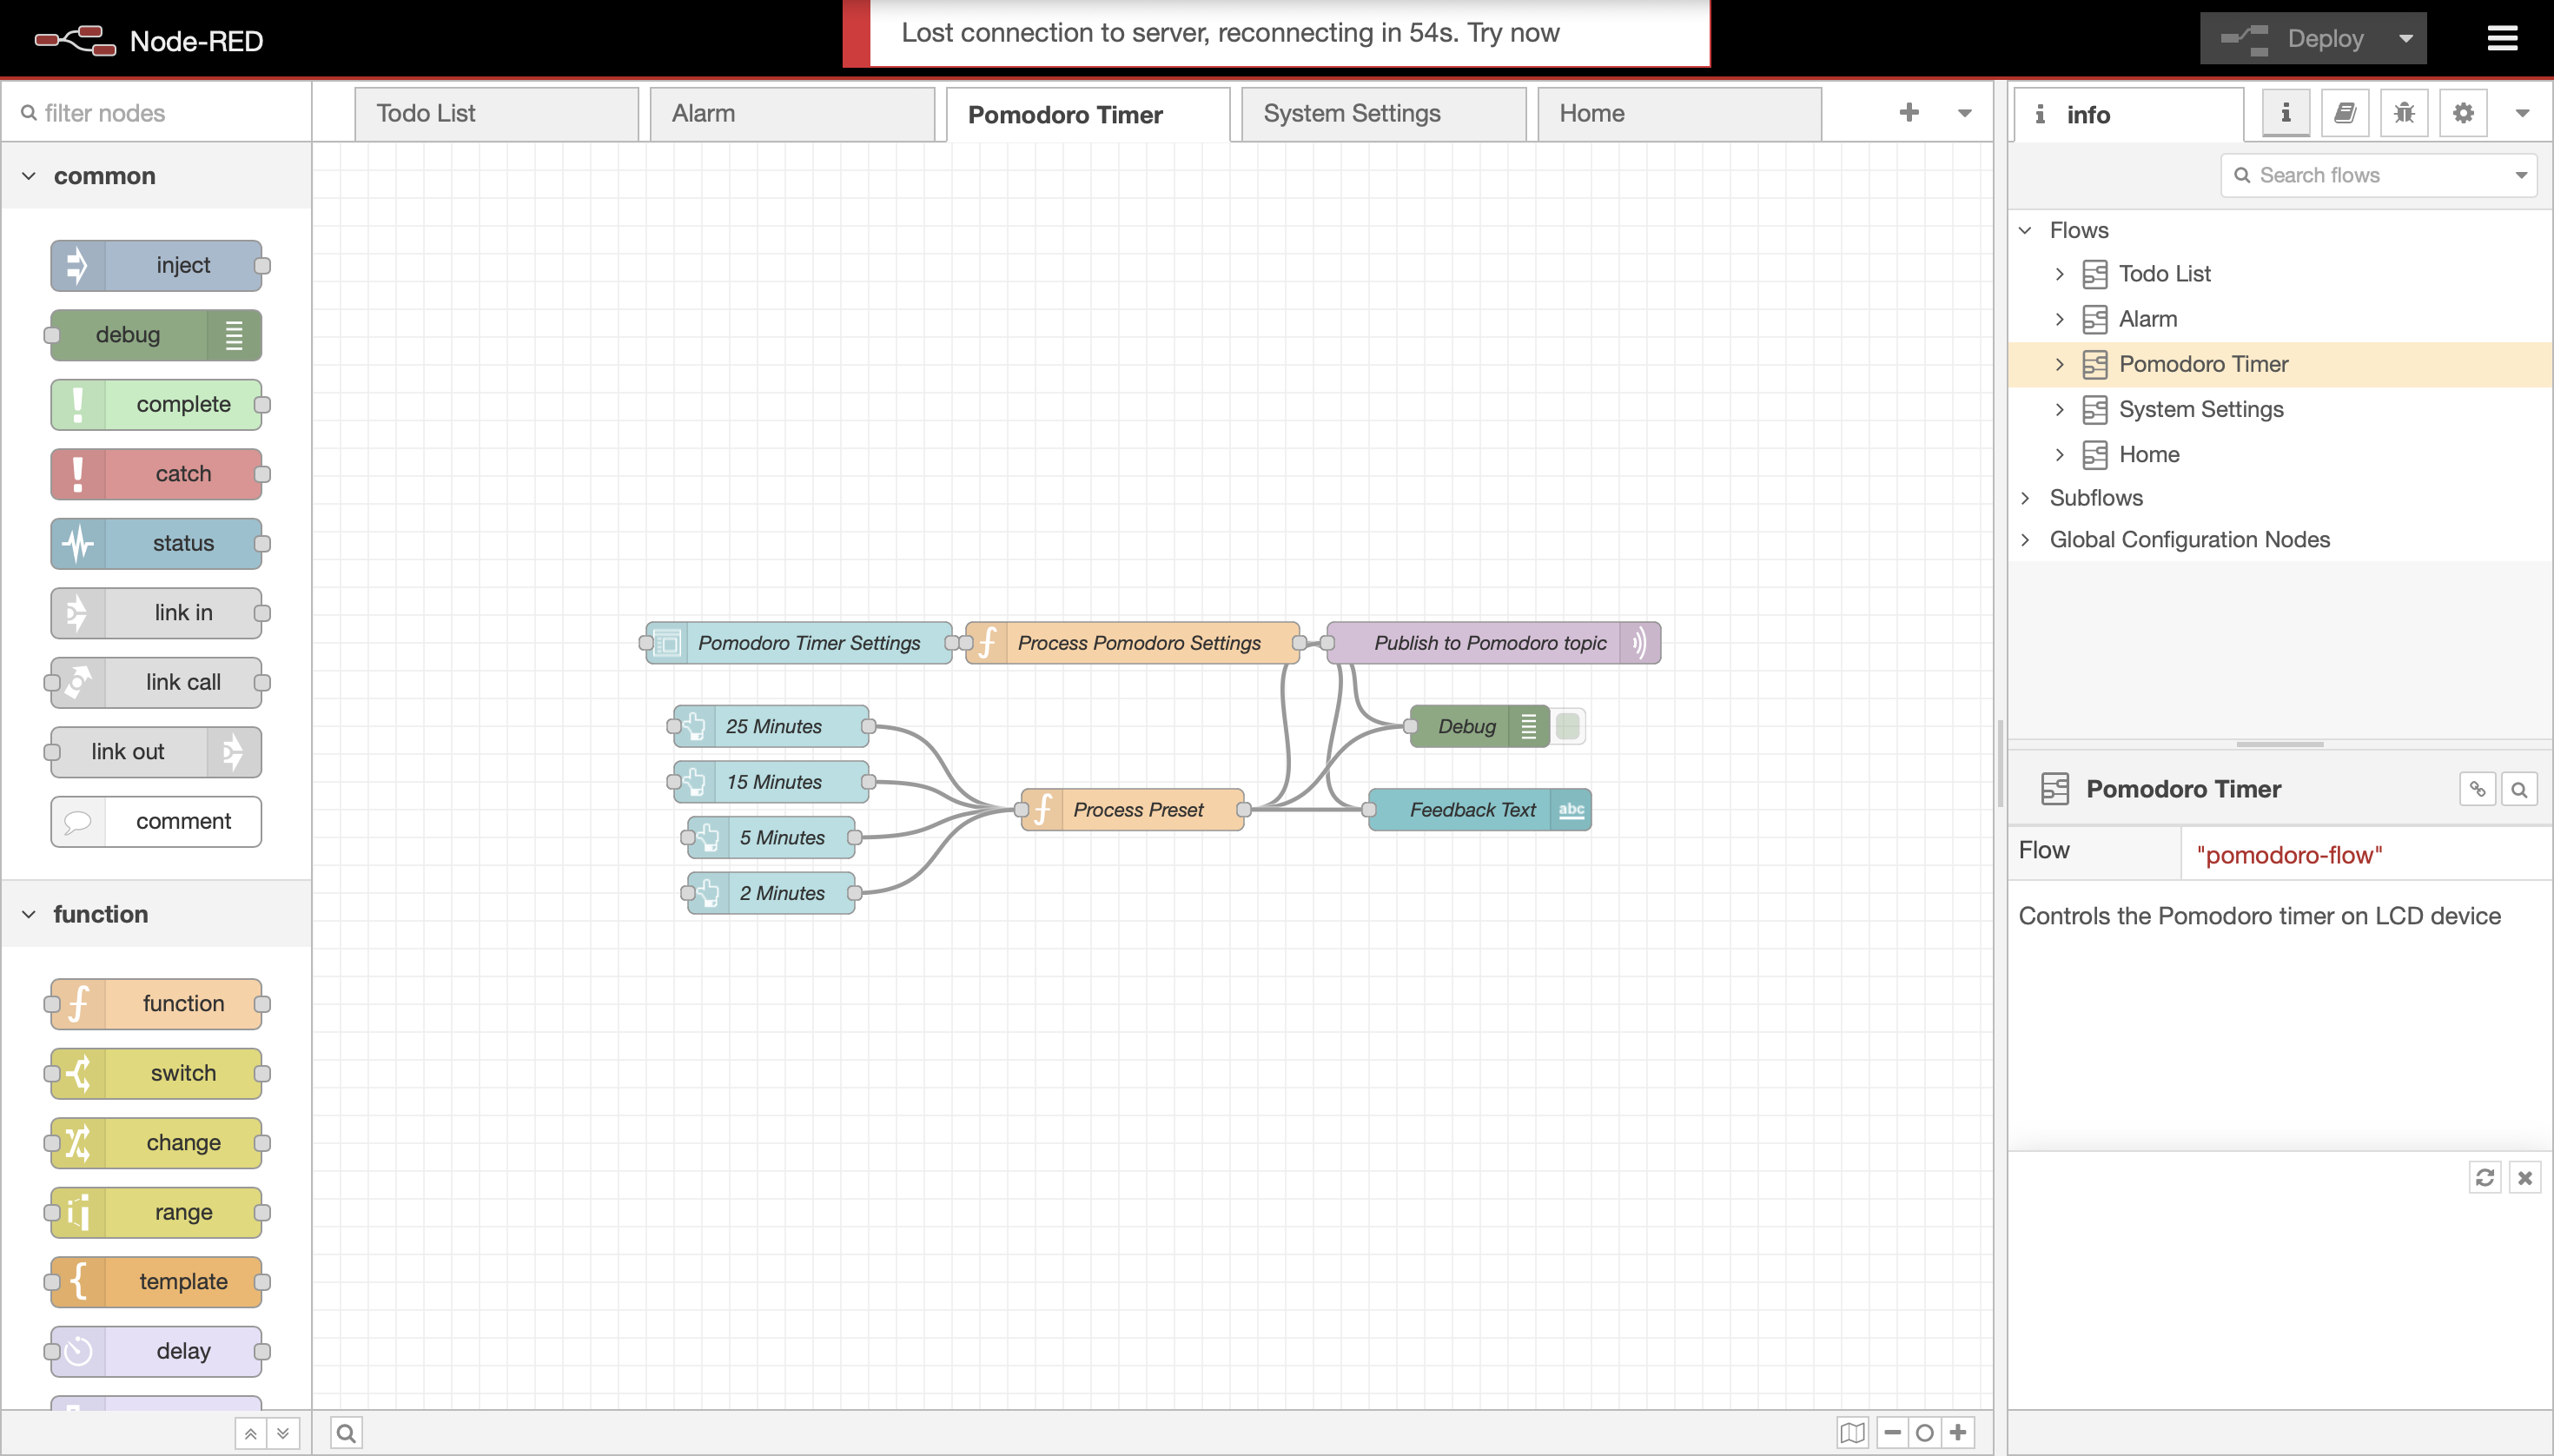 Node-RED
Lost connection to server, reconnecting in 54s. Try now
Deploy
filter nodes
Todo List
Alarm
Pomodoro Timer
System Settings
Home
info
common
inject
debug
complete
catch
status
link in
link call
link out
comment
function
function
switch
change
range
template
delay
Pomodoro Timer Settings
Process Pomodoro Settings
Publish to Pomodoro topic
25 Minutes
Debug
15 Minutes
Process Preset
Feedback Text
abc
5 Minutes
2 Minutes
Search flows
Flows
Todo List
Alarm
Pomodoro Timer
System Settings
Home
Subflows
Global Configuration Nodes
Pomodoro Timer
Flow
"pomodoro-flow"
Controls the Pomodoro timer on LCD device